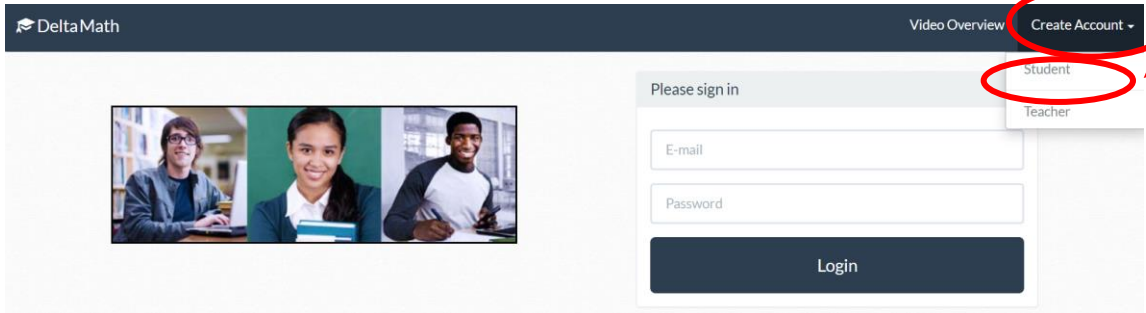 DeltaMath
Video Overview
Create Account
Student
Teacher
Please sign in
E-mail
Password
Login